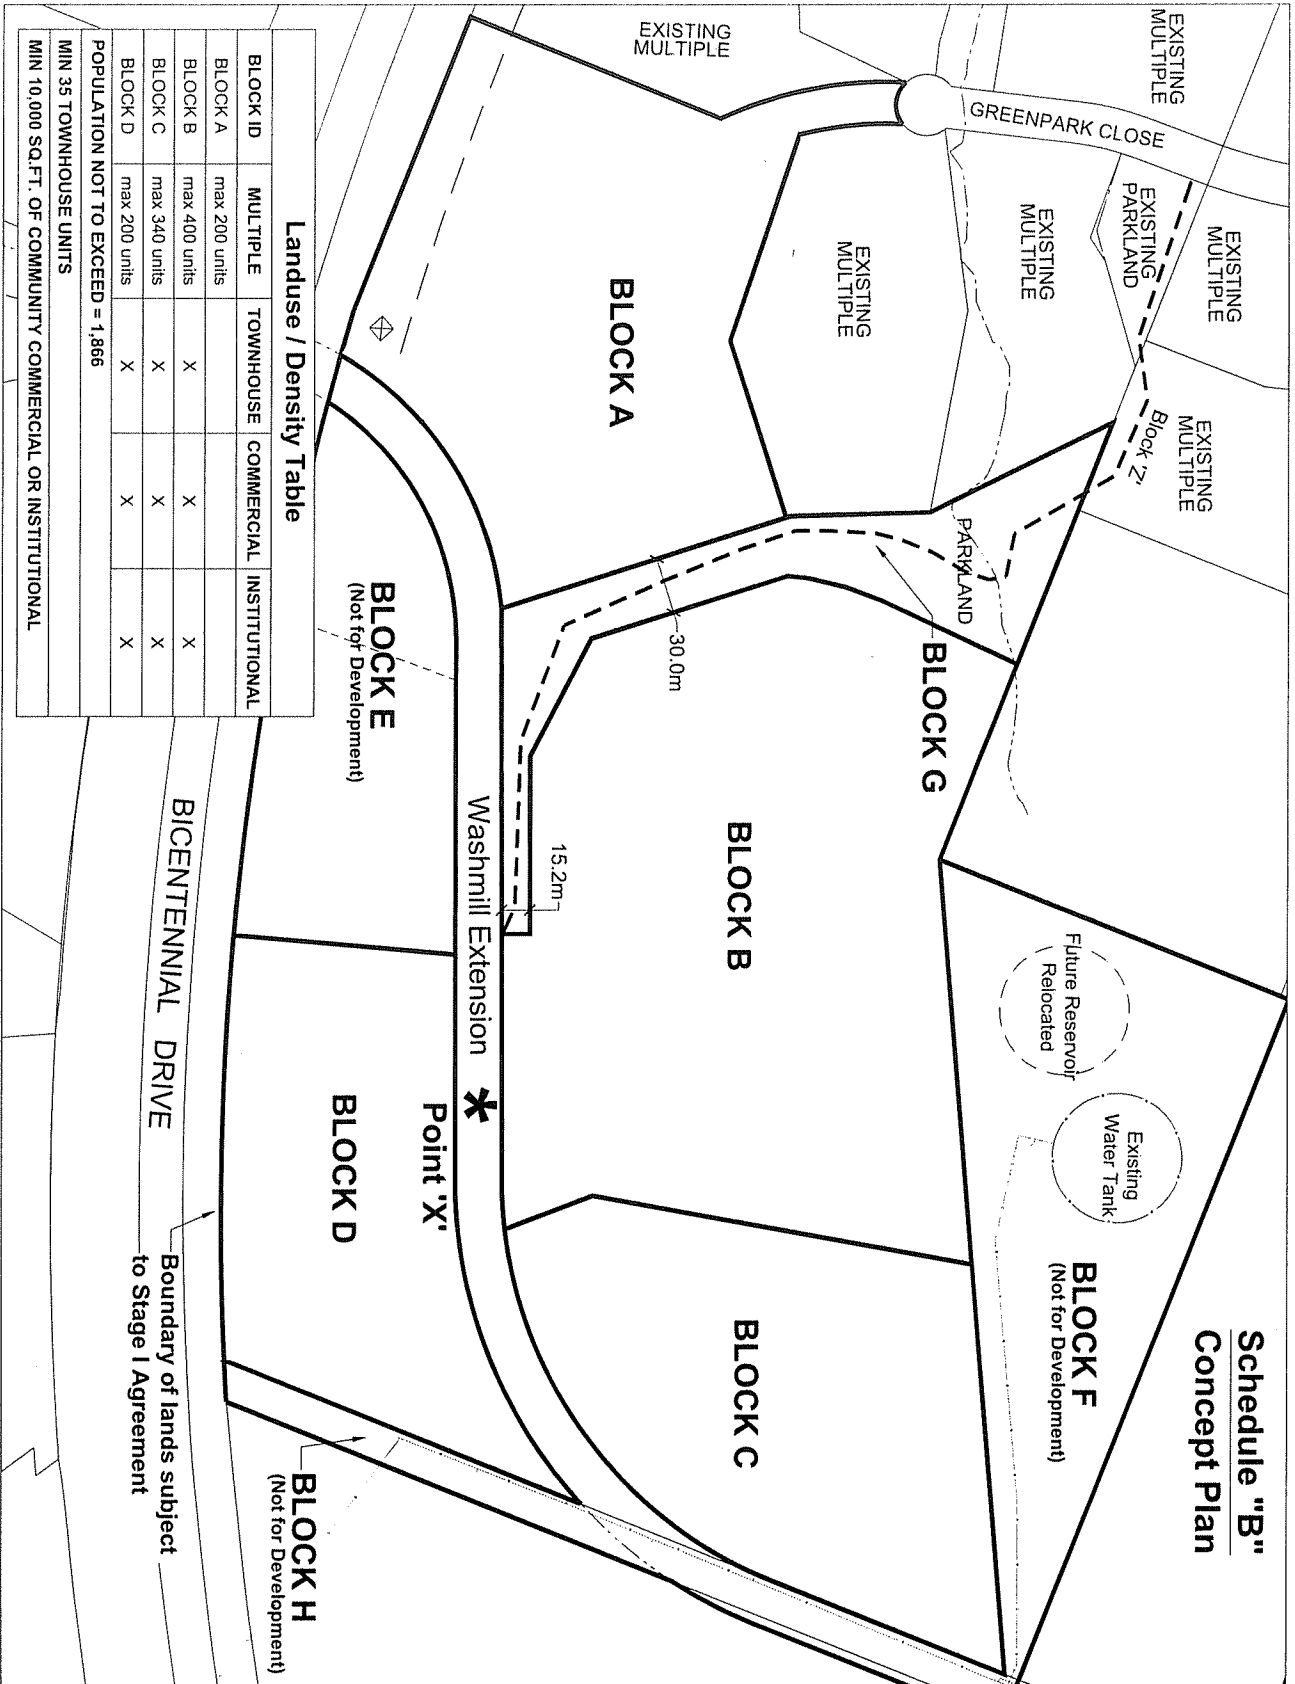 Schedule "B"
Concept Plan
EXISTING
MULTIPLE
EXISTING
MULTIPLE
EXISTING
MULTIPLE
Block 'Z'
EXISTING
PARKLAND
GREENPARK CLOSE
EXISTING
MULTIPLE
EXISTING
MULTIPLE
EXISTING
MULTIPLE
PARKLAND
BLOCK G
Future Reservoir
Relocated
Existing
Water Tank
BLOCK F
(Not for Development)
BLOCK A
30.0m
BLOCK B
BLOCK C
15.2m
Washmill Extension
*
Point 'X'
BLOCK E
(Not for Development)
BLOCK D
BLOCK H
(Not for Development)
BICENTENNIAL DRIVE
Boundary of lands subject
to Stage I Agreement
Landuse / Density Table
BLOCK ID MULTIPLE TOWNHOUSE COMMERCIAL INSTITUTIONAL
BLOCK A max 200 units
BLOCK B max 400 units X X X
BLOCK C max 340 units X X X
BLOCK D max 200 units X X X
POPULATION NOT TO EXCEED = 1,866
MIN 35 TOWNHOUSE UNITS
MIN 10,000 SQ.FT. OF COMMUNITY COMMERCIAL OR INSTITUTIONAL